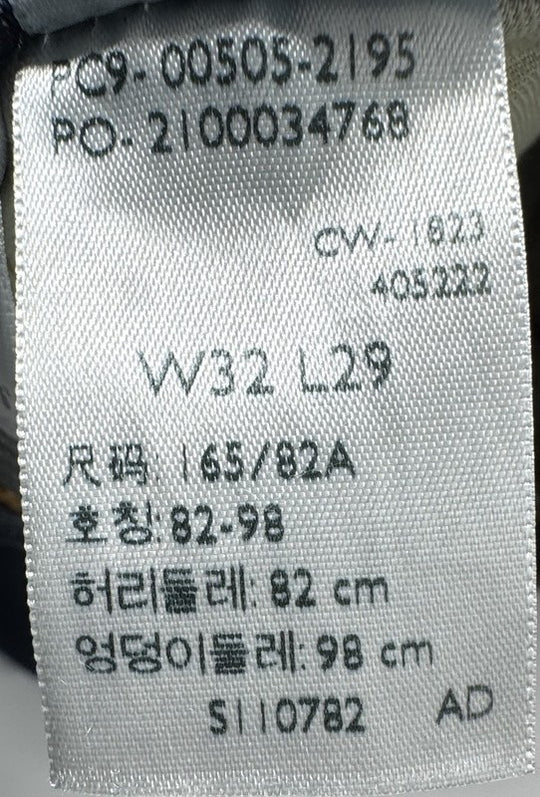 PC9-00505-2195
PO-2100034768
CW-1823
405222
W32 L29
尺码: 165/82A
호칭:82-98
허리둘레: 82 cm
엉덩이둘레: 98 cm
S110782 AD